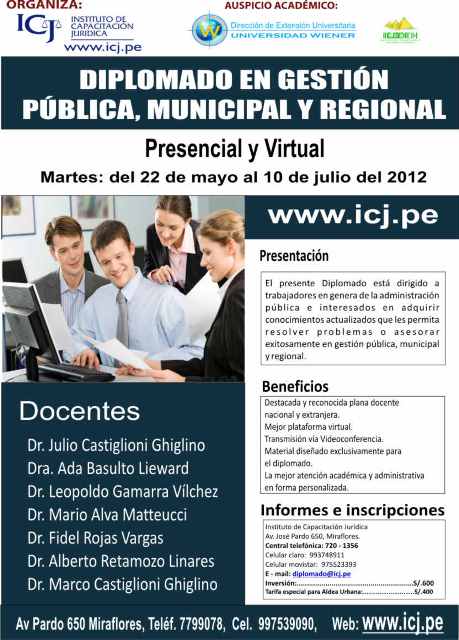 ORGANIZA:
ICJ INSTITUTO DE
CAPACITACIÓN
JURÍDICA
www.icj.pe
AUSPICIO ACADÉMICO:
Dirección de Extensión Universitaria
UNIVERSIDAD WIENER
DIPLOMADO EN GESTIÓN
PÚBLICA, MUNICIPAL Y REGIONAL
Presencial y Virtual
Martes: del 22 de mayo al 10 de julio del 2012
www.icj.pe
Presentación
El presente Diplomado está dirigido a
trabajadores en genera de la administración
pública e interesados en adquirir
conocimientos actualizados que les permita
resolver problemas o asesorar
exitosamente en gestión pública, municipal
y regional.
Beneficios
Destacada y reconocida plana docente
nacional y extranjera.
Mejor plataforma virtual.
Transmisión vía Videoconferencia.
Material diseñado exclusivamente para
el diplomado.
La mejor atención académica y administrativa
en forma personalizada.
Docentes
Dr. Julio Castiglioni Ghiglino
Dra. Ada Basulto Lieward
Dr. Leopoldo Gamarra Vílchez
Dr. Mario Alva Matteucci
Dr. Fidel Rojas Vargas
Dr. Alberto Retamozo Linares
Dr. Marco Castiglioni Ghiglino
Informes e inscripciones
Instituto de Capacitación Jurídica
Av. José Pardo 650, Miraflores.
Central telefónica: 720 - 1356
Celular claro: 993748911
Celular movistar: 975523393
E - mail: diplomado@icj.pe
Inversión:......................................................S/.600
Tarifa especial para Aldea Urbana:.........................S/.400
Av Pardo 650 Miraflores, Teléf. 7799078, Cel. 997539090, Web: www.icj.pe